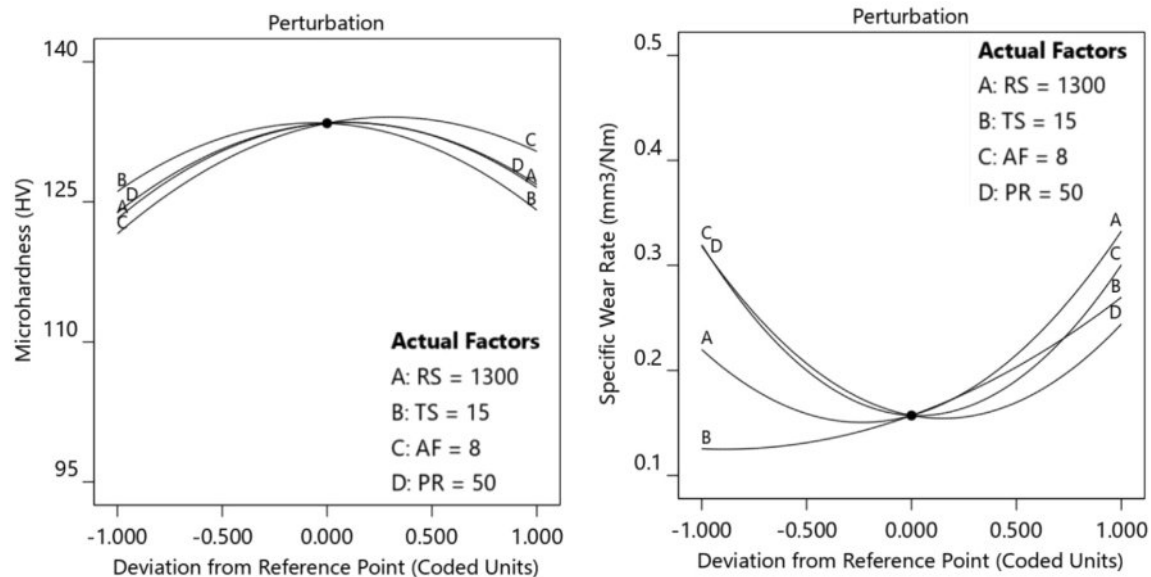 Perturbation
140
125
110
95
Microhardness (HV)
B
D
A
C
C
D
A
B
Actual Factors
A: RS = 1300
B: TS = 15
C: AF = 8
D: PR = 50
-1.000
-0.500
0.000
0.500
1.000
Deviation from Reference Point (Coded Units)
Perturbation
0.5
0.4
0.3
0.2
0.1
Specific Wear Rate (mm3/Nm)
Actual Factors
A: RS = 1300
B: TS = 15
C: AF = 8
D: PR = 50
C
D
A
B
A
C
B
D
-1.000
-0.500
0.000
0.500
1.000
Deviation from Reference Point (Coded Units)